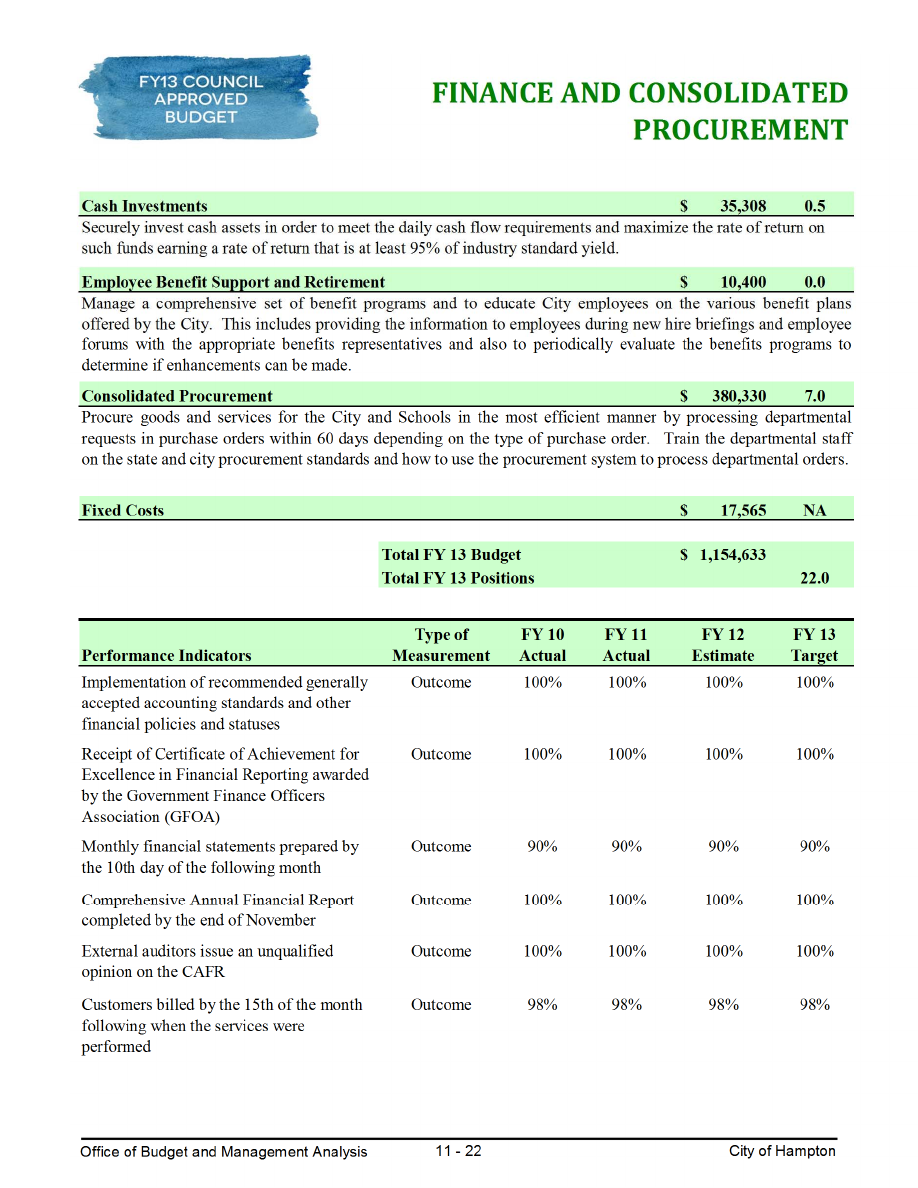 FY13 COUNCIL
APPROVED
BUDGET
FINANCE AND CONSOLIDATED
PROCUREMENT
Cash Investments $ 35,308 0.5
Securely invest cash assets in order to meet the daily cash flow requirements and maximize the rate of return on
such funds earning a rate of return that is at least 95% of industry standard yield.
Employee Benefit Support and Retirement $ 10,400 0.0
Manage a comprehensive set of benefit programs and to educate City employees on the various benefit plans
offered by the City. This includes providing the information to employees during new hire briefings and employee
forums with the appropriate benefits representatives and also to periodically evaluate the benefits programs to
determine if enhancements can be made.
Consolidated Procurement $ 380,330 7.0
Procure goods and services for the City and Schools in the most efficient manner by processing departmental
requests in purchase orders within 60 days depending on the type of purchase order. Train the departmental staff
on the state and city procurement standards and how to use the procurement system to process departmental orders.
Fixed Costs $ 17,565 NA
Total FY 13 Budget $ 1,154,633
Total FY 13 Positions 22.0
Type of FY 10 FY 11 FY 12 FY 13
Performance Indicators Measurement Actual Actual Estimate Target
Implementation of recommended generally Outcome 100% 100% 100% 100%
accepted accounting standards and other
financial policies and statuses
Receipt of Certificate of Achievement for Outcome 100% 100% 100% 100%
Excellence in Financial Reporting awarded
by the Government Finance Officers
Association (GFOA)
Monthly financial statements prepared by Outcome 90% 90% 90% 90%
the 10th day of the following month
Comprehensive Annual Financial Report Outcome 100% 100% 100% 100%
completed by the end of November
External auditors issue an unqualified Outcome 100% 100% 100% 100%
opinion on the CAFR
Customers billed by the 15th of the month Outcome 98% 98% 98% 98%
following when the services were
performed
Office of Budget and Management Analysis 11 - 22 City of Hampton